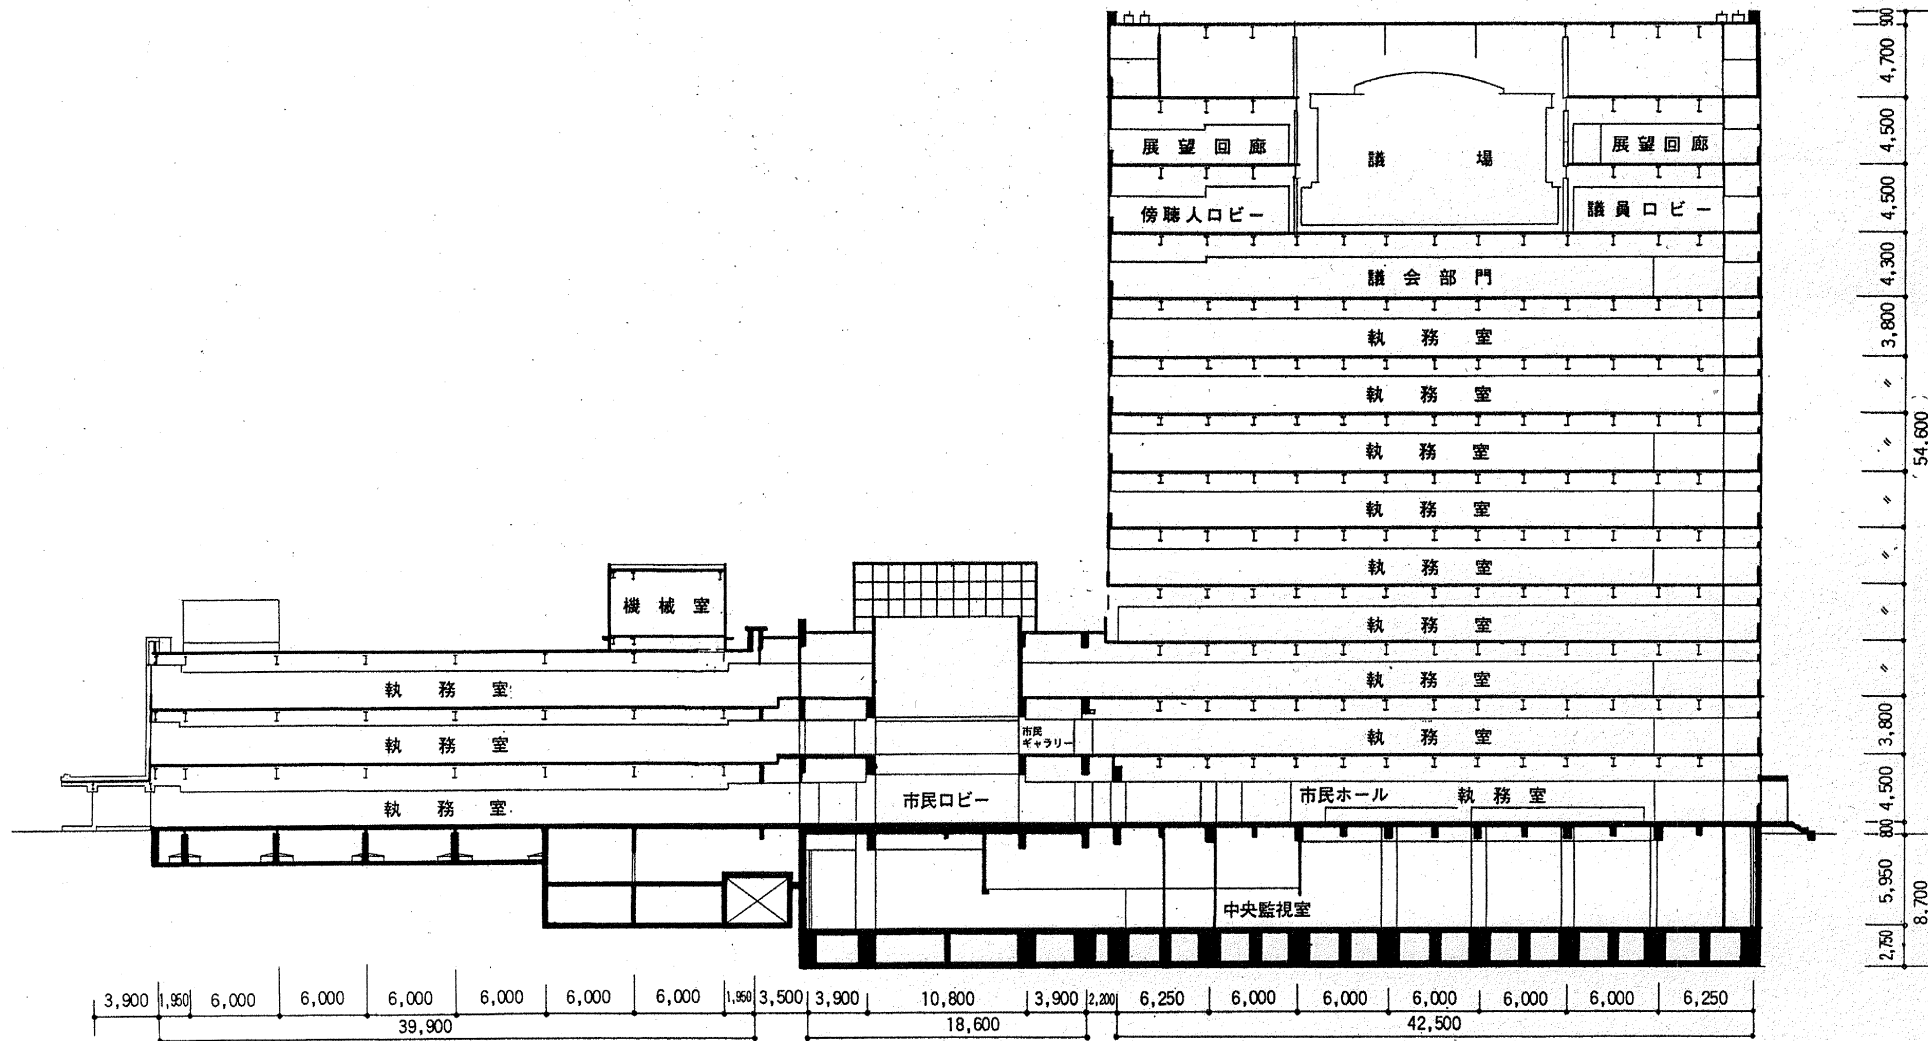 900
4,700
展望回廊
議場
展望回廊
4,500
傍聴人ロビー
議員ロビー
4,500
議会部門
4,300
執務室
3,800
執務室
〃
執務室
〃
54.600
執務室
〃
執務室
〃
機械室
執務室
〃
執務室
執務室
〃
執務室
市民
ギャラリー
執務室
3,800
執務室
市民ロビー
市民ホール
執務室
4,500
800
中央監視室
5,950
8.700
2,750
3,900
1,950
6,000
6,000
6,000
6,000
6,000
6,000
1,950
3,500
3,900
10,800
3,900
2,200
6,250
6,000
6,000
6,000
6,000
6,000
6,250
39,900
18,600
42,500